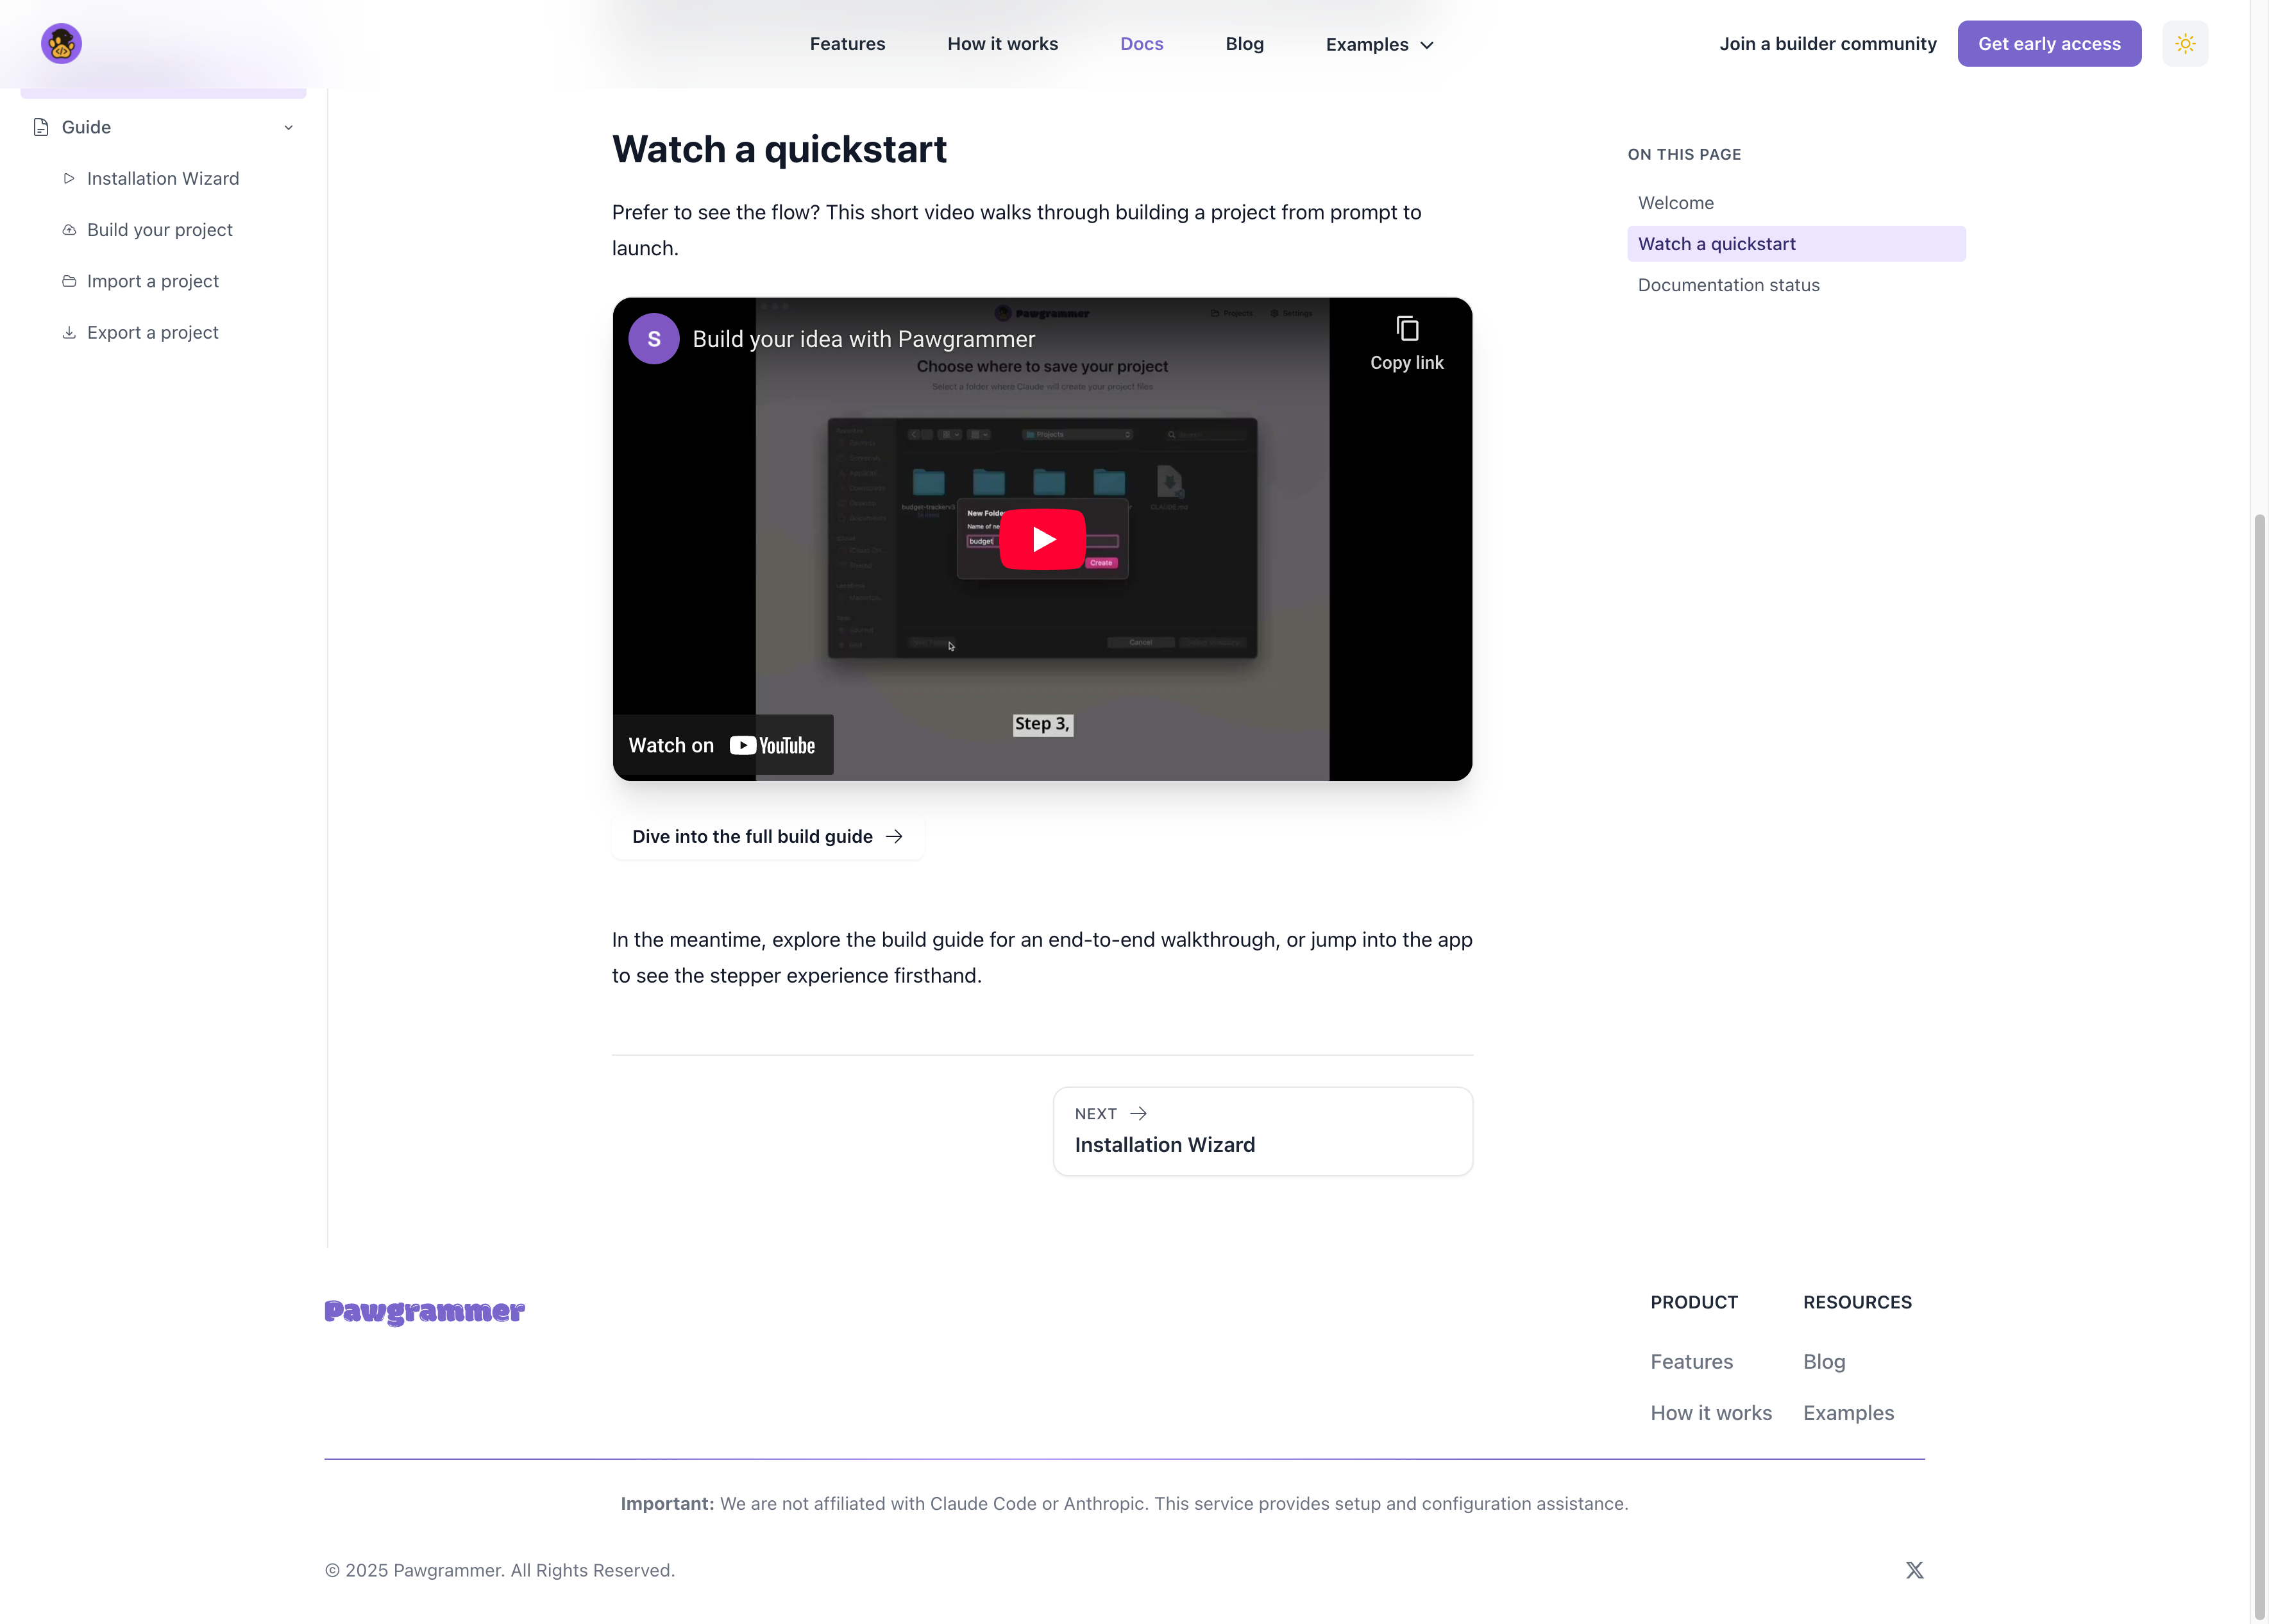 Features
How it works
Docs
Blog
Examples
Join a builder community
Get early access
Guide
Installation Wizard
Build your project
Import a project
Export a project
Watch a quickstart
Prefer to see the flow? This short video walks through building a project from prompt to
launch.
S
Build your idea with Pawgrammer
Copy link
Pawgrammer
Projects
Settings
Choose where to save your project
Select a folder where Claude will create your project files
Projects
CLAUDE.md
budget
Create
Cancel
Step 3,
Watch on YouTube
Dive into the full build guide
In the meantime, explore the build guide for an end-to-end walkthrough, or jump into the app
to see the stepper experience firsthand.
NEXT
Installation Wizard
ON THIS PAGE
Welcome
Watch a quickstart
Documentation status
Pawgrammer
PRODUCT
Features
How it works
RESOURCES
Blog
Examples
Important: We are not affiliated with Claude Code or Anthropic. This service provides setup and configuration assistance.
© 2025 Pawgrammer. All Rights Reserved.